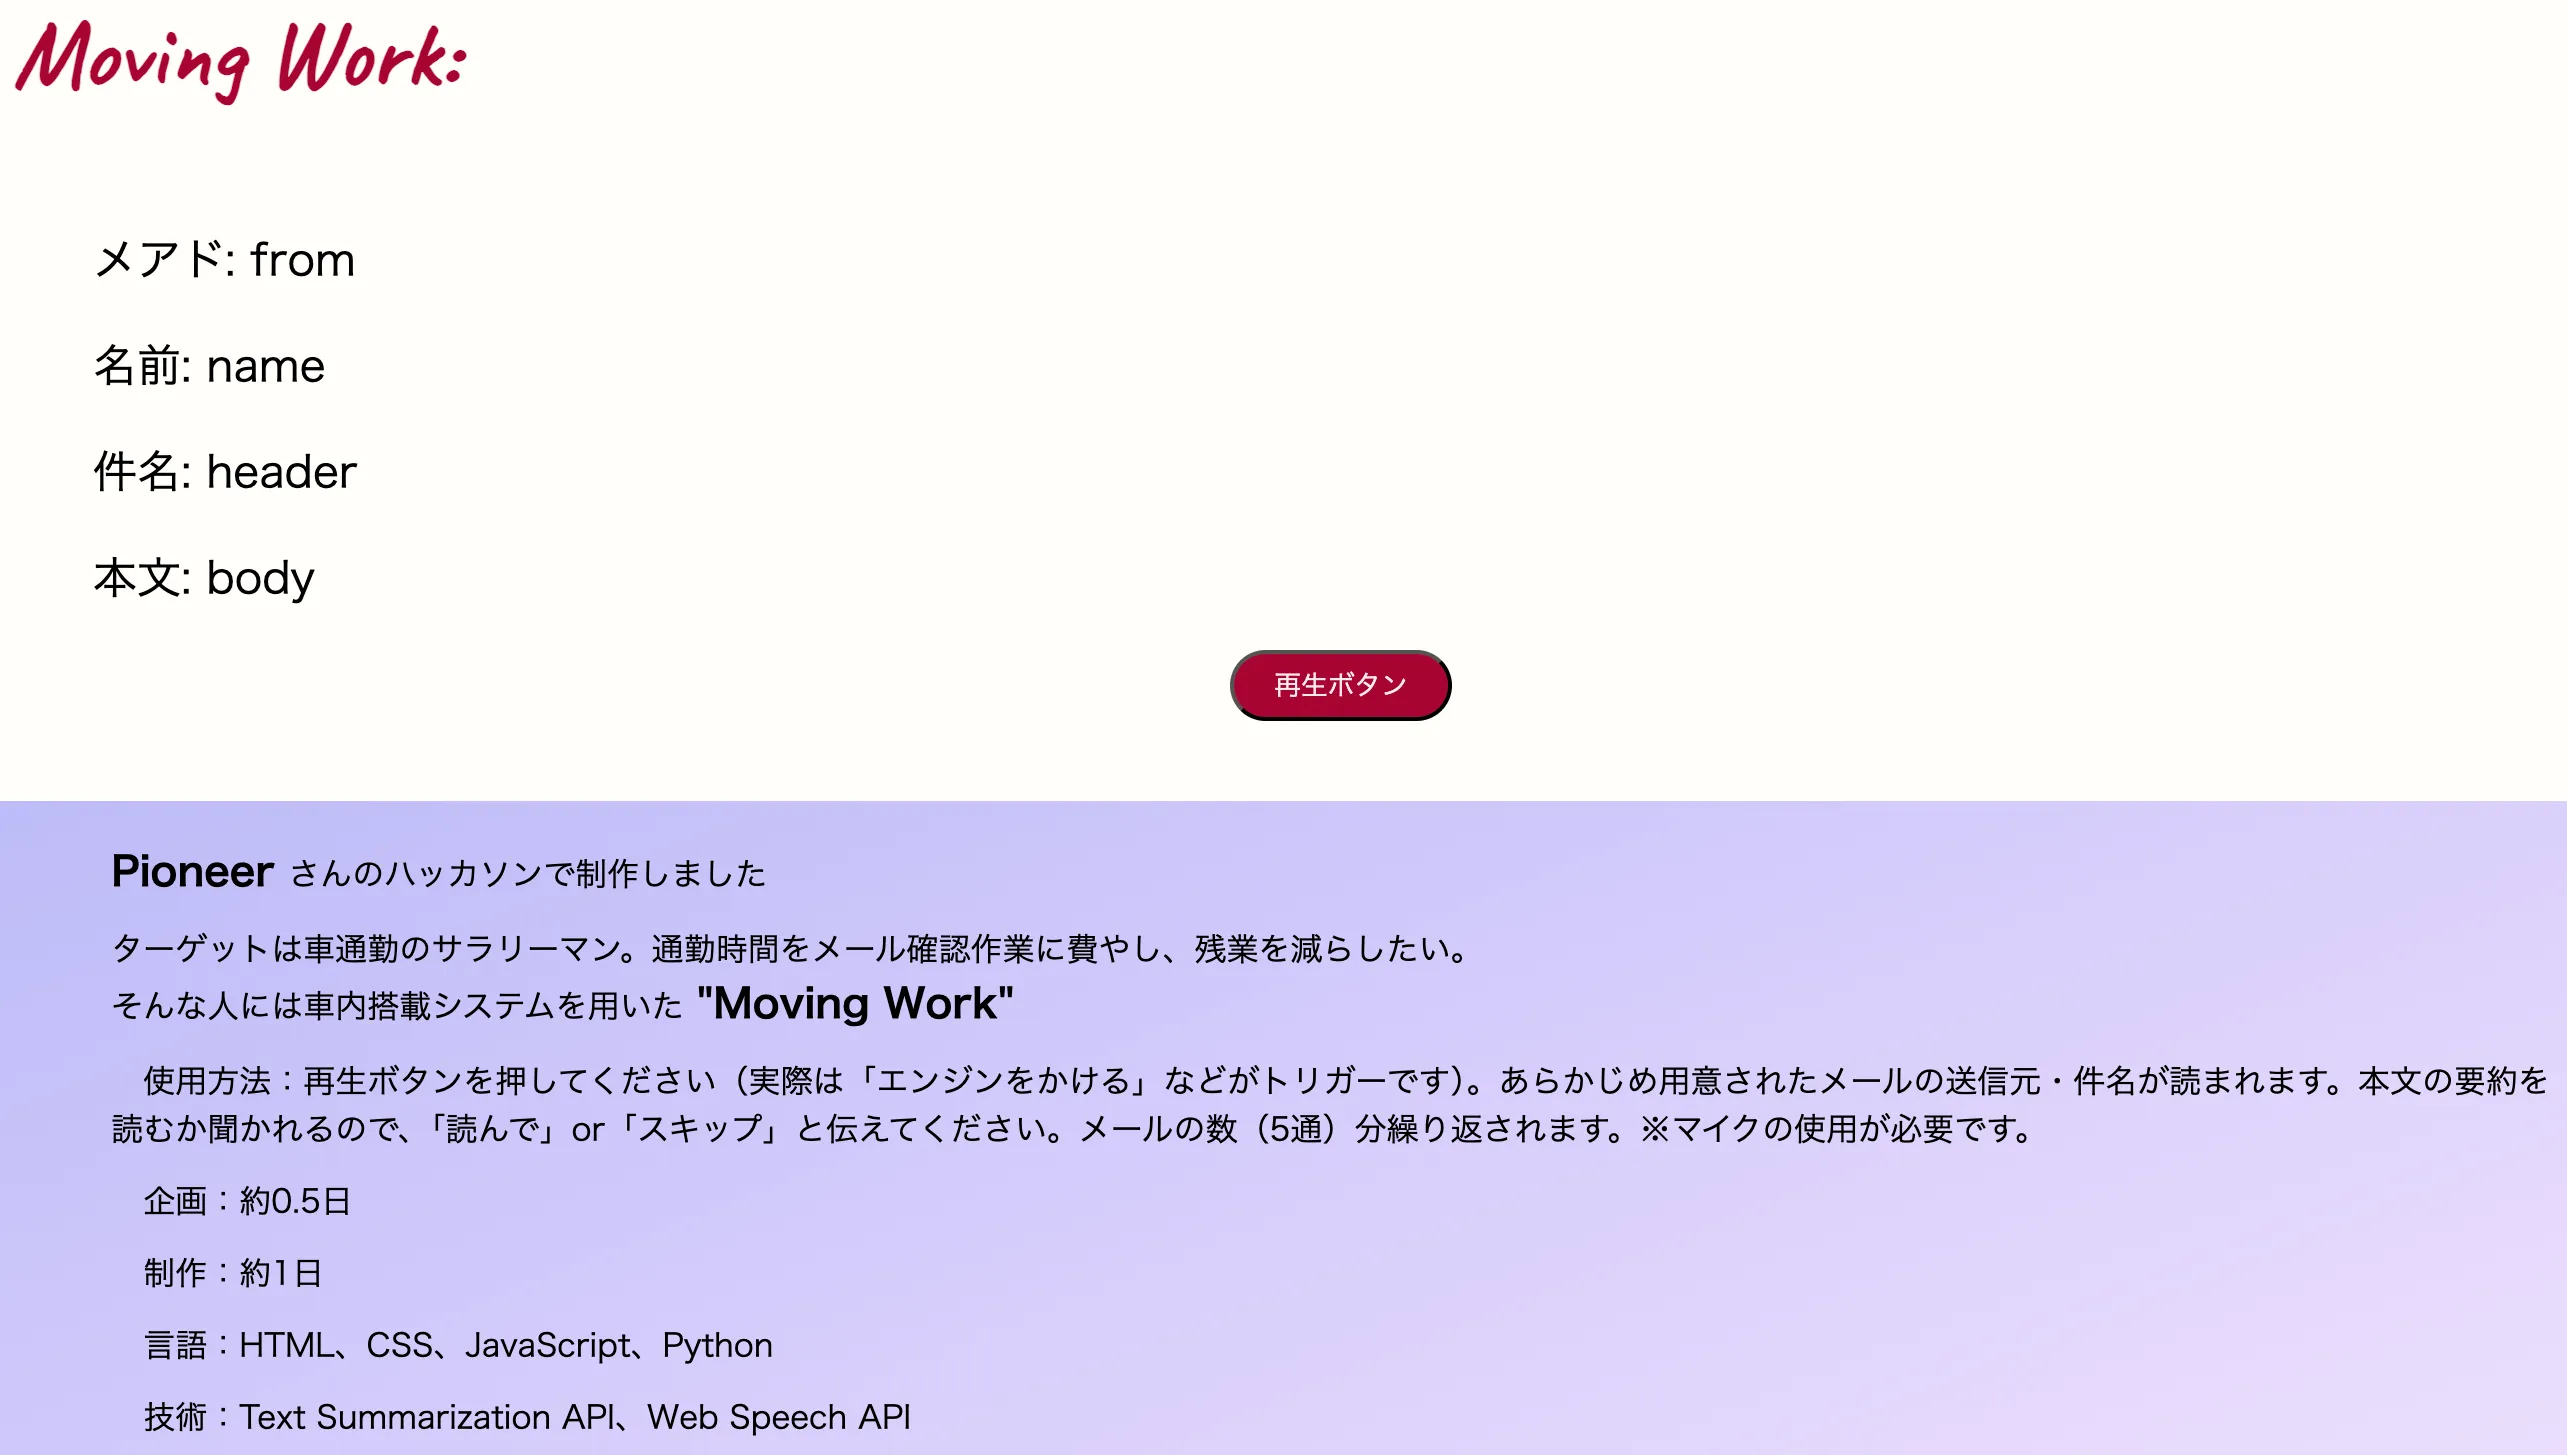 Moving Work:
メアド: from
名前: name
件名: header
本文: body
再生ボタン
Pioneer さんのハッカソンで制作しました
ターゲットは車通勤のサラリーマン。通勤時間をメール確認作業に費やし、残業を減らしたい。
そんな人には車内搭載システムを用いた "Moving Work"
　使用方法：再生ボタンを押してください（実際は「エンジンをかける」などがトリガーです）。あらかじめ用意されたメールの送信元・件名が読まれます。本文の要約を
読むか聞かれるので、「読んで」or「スキップ」と伝えてください。メールの数（5通）分繰り返されます。※マイクの使用が必要です。
　企画：約0.5日
　制作：約1日
　言語：HTML、CSS、JavaScript、Python
　技術：Text Summarization API、Web Speech API